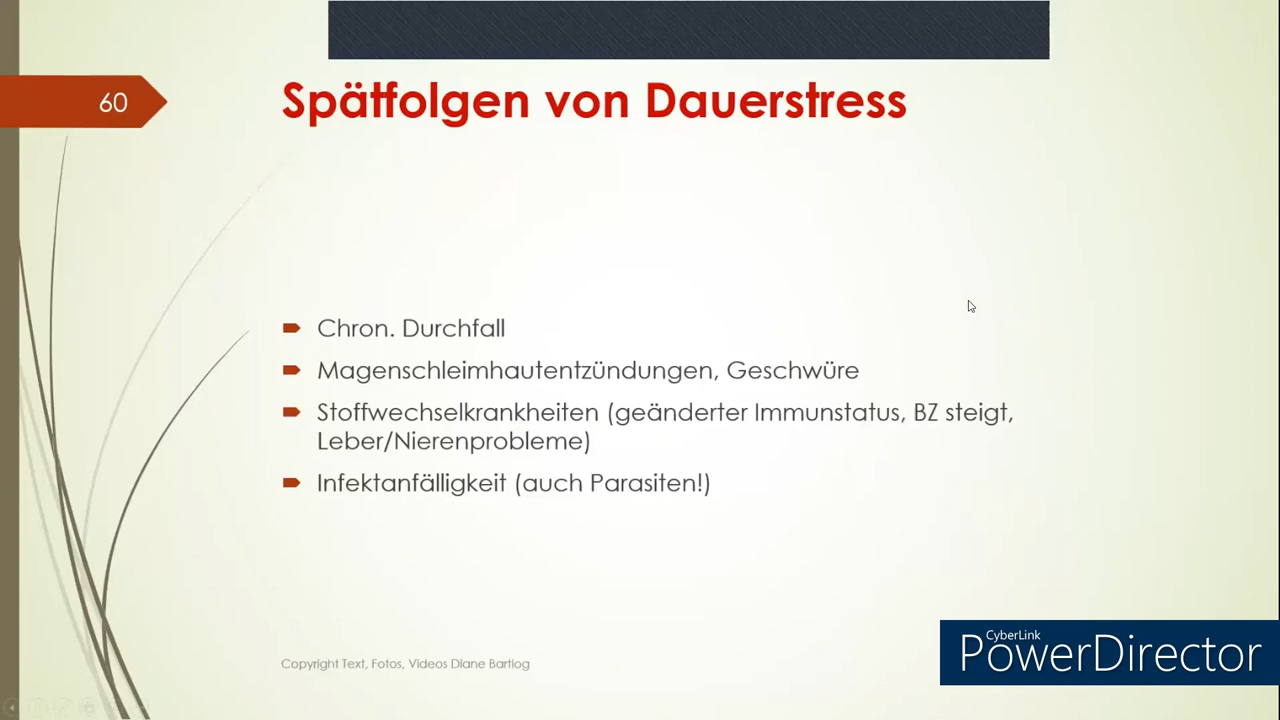 60
Spätfolgen von Dauerstress
Chron. Durchfall
Magenschleimhautentzündungen, Geschwüre
Stoffwechselkrankheiten (geänderter Immunstatus, BZ steigt,
Leber/Nierenprobleme)
Infektanfälligkeit (auch Parasiten!)
Copyright Text, Fotos, Videos Diane Bartlog
CyberLink
PowerDirector